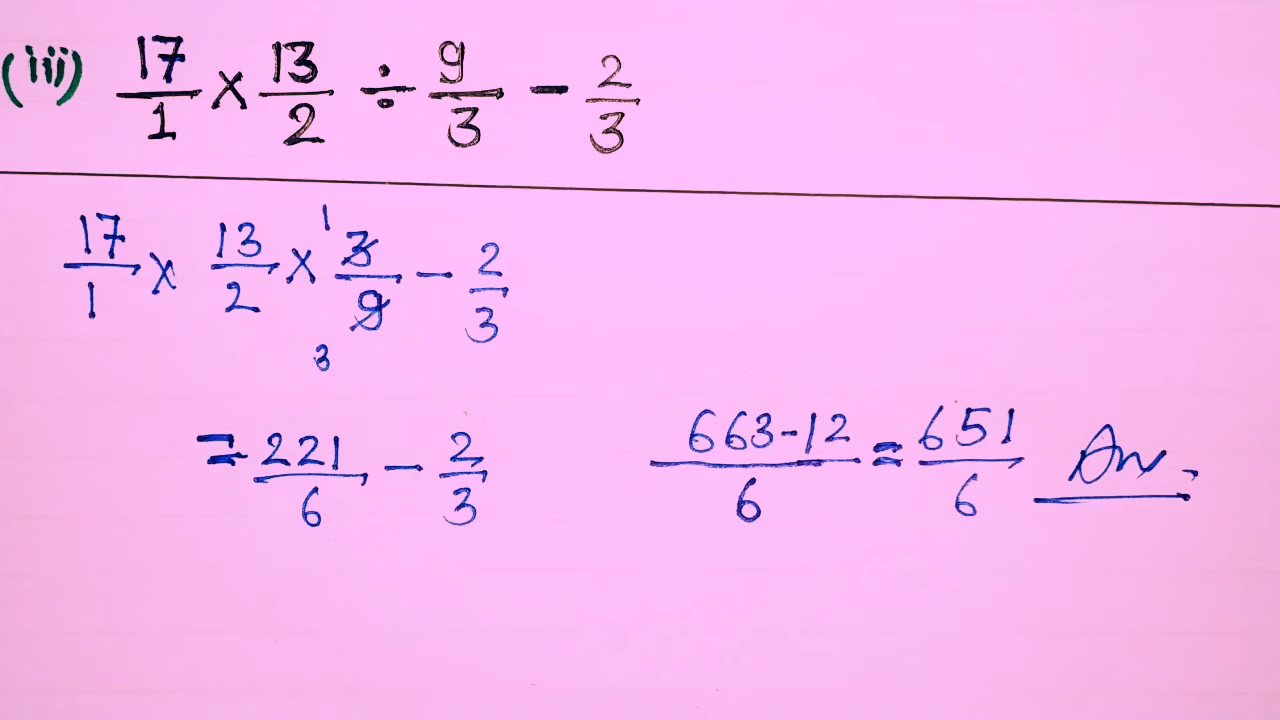 (iii) 17/1 × 13/2 ÷ 9/3 - 2/3
17/1 × 13/2 × 1 3/9 3 - 2/3
= 221/6 - 2/3
663-12/6 = 651/6 Ans.